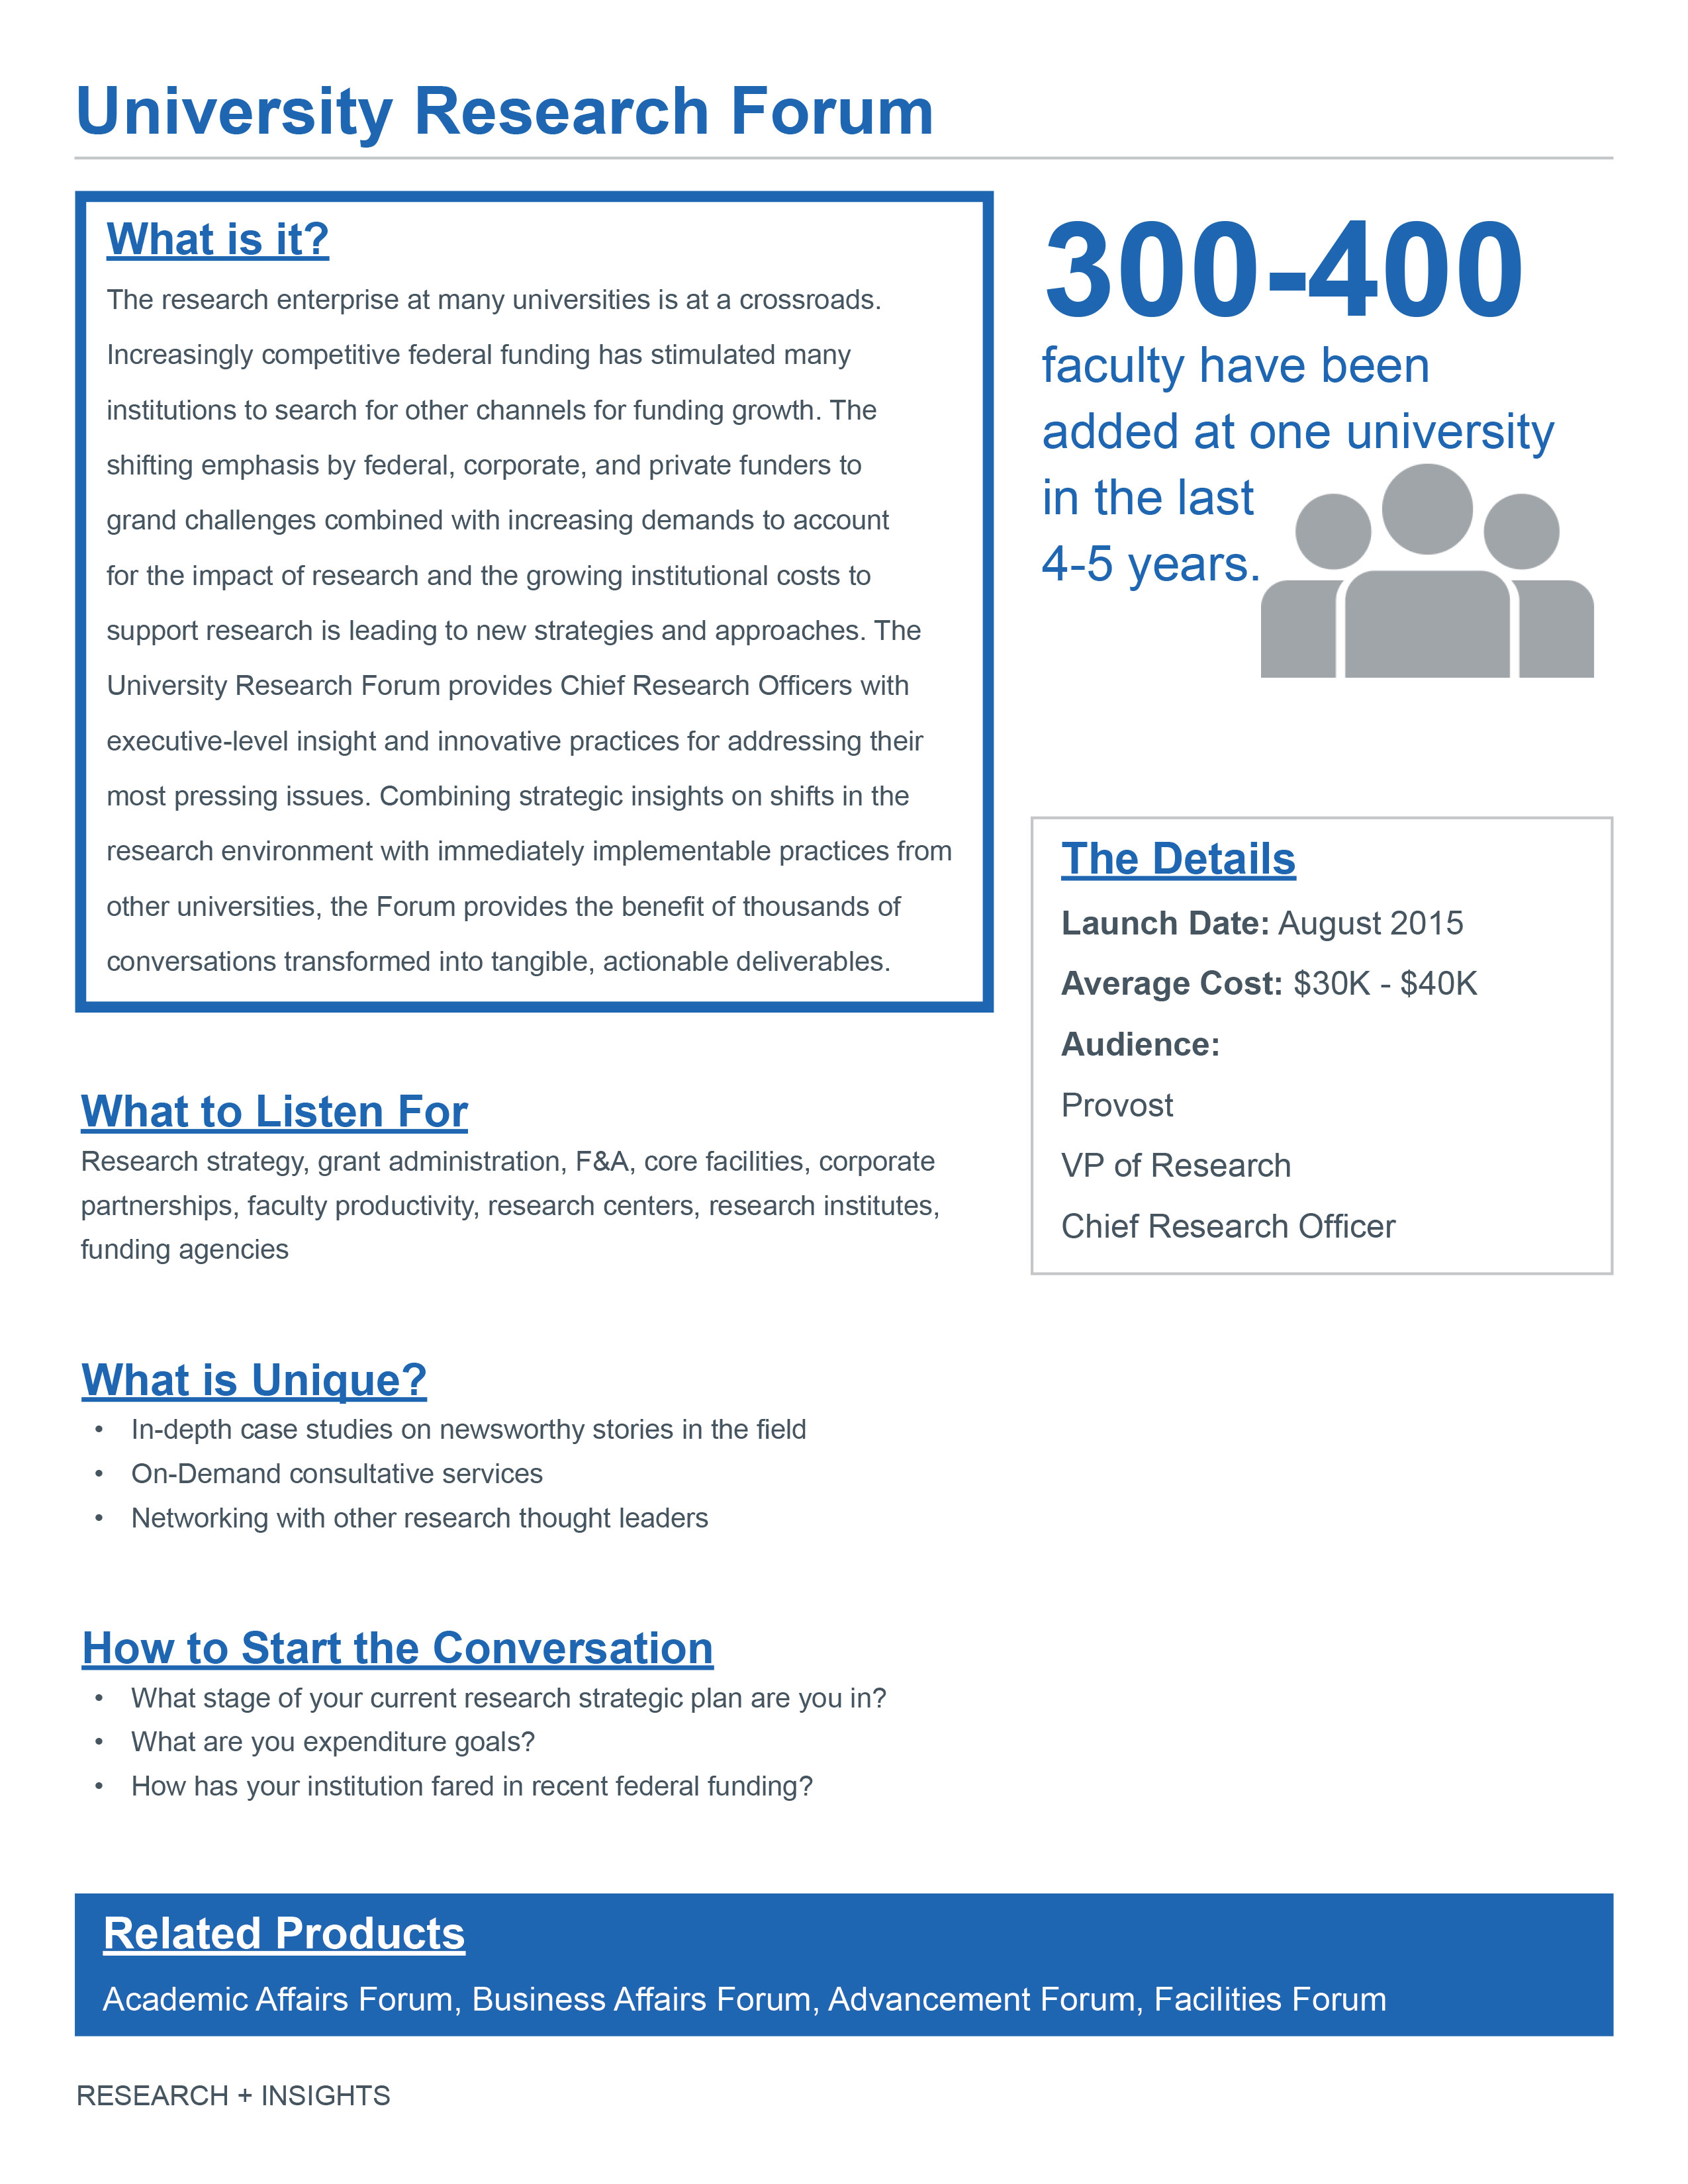 University Research Forum
What is it?
The research enterprise at many universities is at a crossroads.
Increasingly competitive federal funding has stimulated many
institutions to search for other channels for funding growth. The
shifting emphasis by federal, corporate, and private funders to
grand challenges combined with increasing demands to account
for the impact of research and the growing institutional costs to
support research is leading to new strategies and approaches. The
University Research Forum provides Chief Research Officers with
executive-level insight and innovative practices for addressing their
most pressing issues. Combining strategic insights on shifts in the
research environment with immediately implementable practices from
other universities, the Forum provides the benefit of thousands of
conversations transformed into tangible, actionable deliverables.
300-400
faculty have been
added at one university
in the last
4-5 years.
The Details
Launch Date: August 2015
Average Cost: $30K - $40K
Audience:
Provost
VP of Research
Chief Research Officer
What to Listen For
Research strategy, grant administration, F&A, core facilities, corporate
partnerships, faculty productivity, research centers, research institutes,
funding agencies
What is Unique?
• In-depth case studies on newsworthy stories in the field
• On-Demand consultative services
• Networking with other research thought leaders
How to Start the Conversation
• What stage of your current research strategic plan are you in?
• What are you expenditure goals?
• How has your institution fared in recent federal funding?
Related Products
Academic Affairs Forum, Business Affairs Forum, Advancement Forum, Facilities Forum
RESEARCH + INSIGHTS